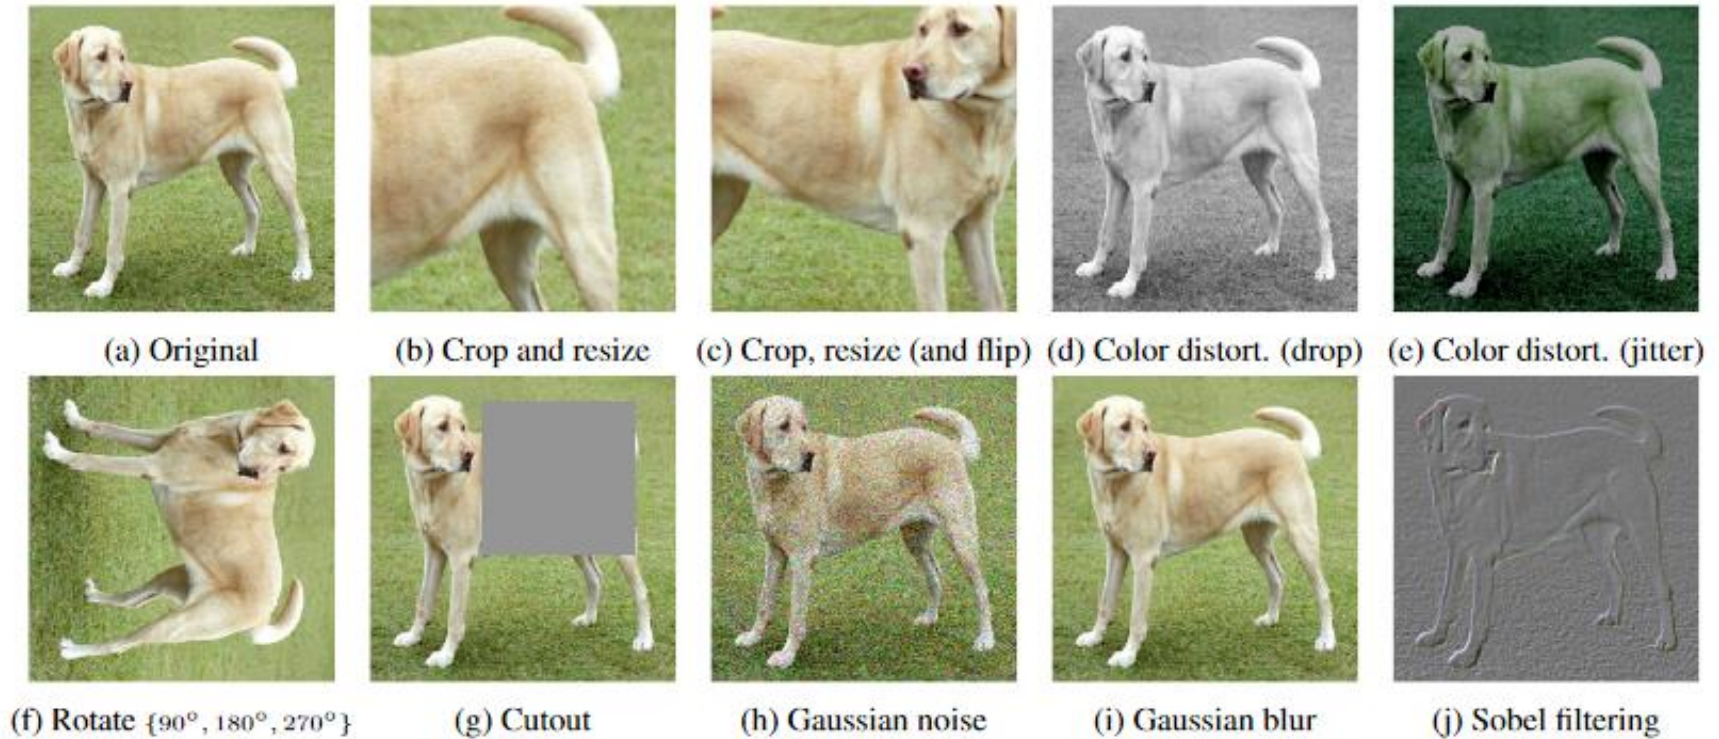 (a) Original
(b) Crop and resize
(c) Crop, resize (and flip)
(d) Color distort. (drop)
(e) Color distort. (jitter)
(f) Rotate {90°, 180°, 270°}
(g) Cutout
(h) Gaussian noise
(i) Gaussian blur
(j) Sobel filtering